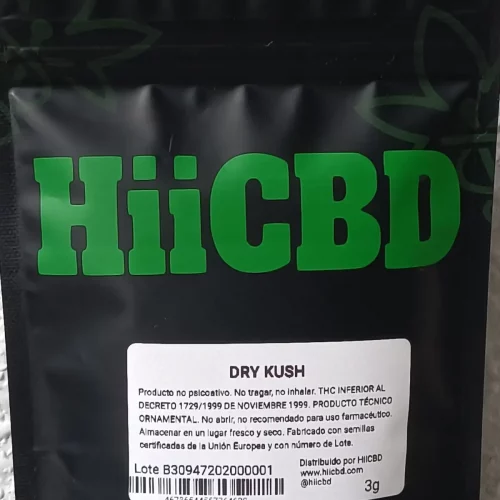 HiiCBD
DRY KUSH
Producto no psicoativo. No tragar, no inhalar. THC INFERIOR AL
DECRETO 1729/1999 DE NOVIEMBRE 1999. PRODUCTO TÉCNICO
ORNAMENTAL. No abrir, no recomendado para uso farmacéutico.
Almacenar en un lugar fresco y seco. Fabricado con semillas
certificadas de la Unión Europea y con número de Lote.
Lote B30947202000001
Distribuido por HIICBD
www.hiicbd.com
@hiicbd
3g